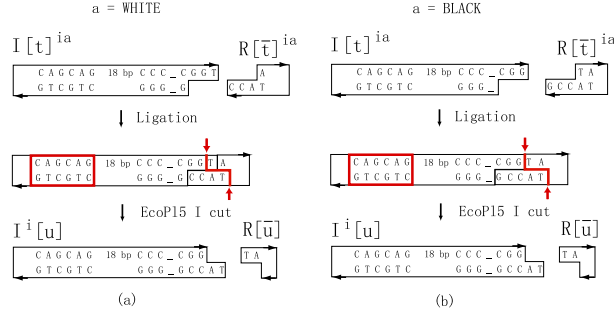 a = WHITE
a = BLACK
I[t]^ia R[t̅]^ia
I[t]^ia R[t̅]^ia
CAGCAG 18 bp CCC_CGGT A
GTCGTC GGG_G CCAT
CAGCAG 18 bp CCC_CGG TA
GTCGTC GGG_ GCCAT
Ligation
Ligation
CAGCAG 18 bp CCC_CGGTA
GTCGTC GGG_GCCAT
CAGCAG 18 bp CCC_CGGTA
GTCGTC GGG_GCCAT
EcoP15 I cut
EcoP15 I cut
I^i[u] R[u̅]
I^i[u] R[u̅]
CAGCAG 18 bp CCC_CGG TA
GTCGTC GGG_GCCAT
CAGCAG 18 bp CCC_CGG TA
GTCGTC GGG_GCCAT
(a)
(b)